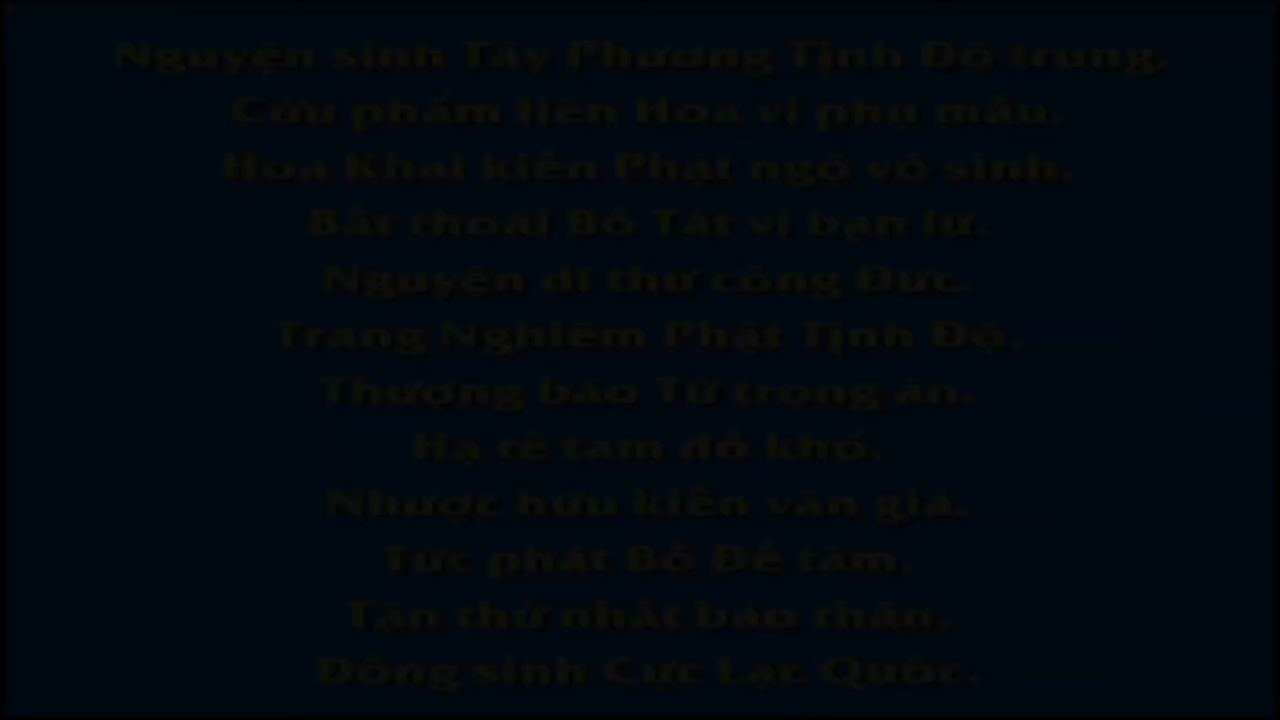 Nguyện sinh Tây Phương Tịnh Độ trung.
Cửu phẩm liên Hoa vi phụ mẫu.
Hoa Khai kiến Phật ngộ vô sinh.
Bất thoái Bồ Tát vi bạn lữ.
Nguyện dĩ thử công Đức.
Trang Nghiêm Phật Tịnh Độ.
Thượng báo Tứ trọng ân.
Hạ tế tam đồ khổ.
Nhược hữu kiến văn giả.
Tức phát Bồ Đề tâm.
Tận thử nhất báo thân.
Đồng sinh Cực Lạc Quốc.